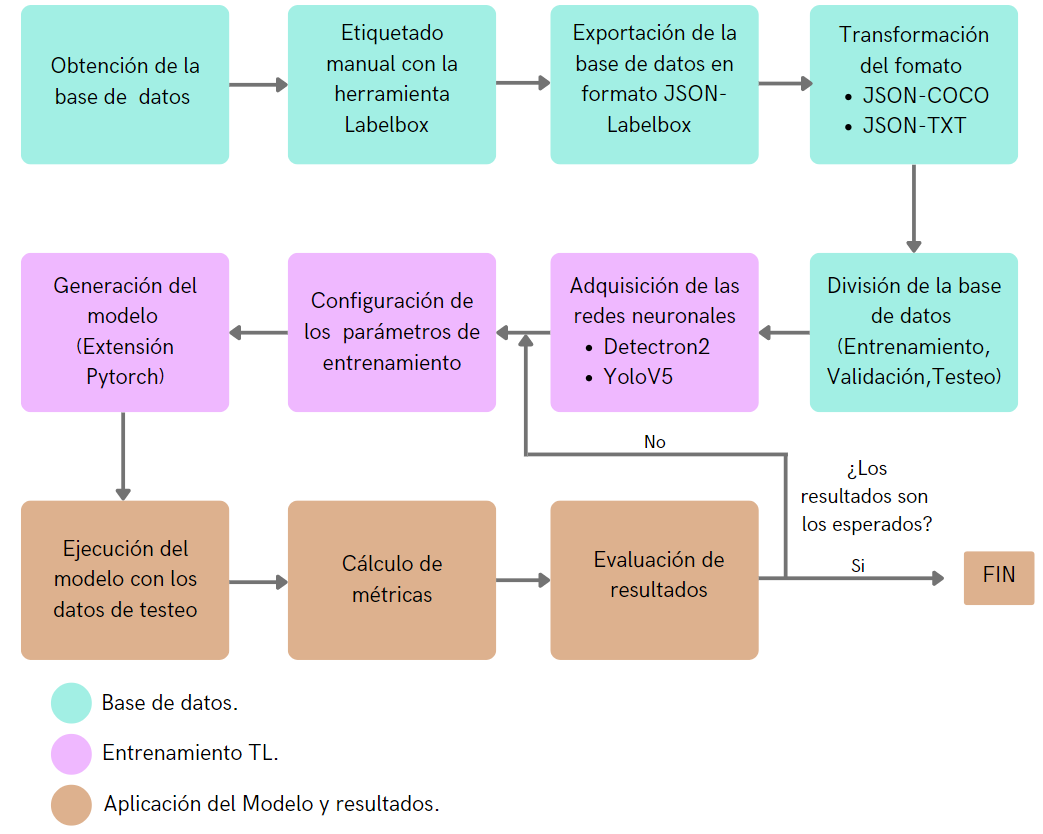 Obtención de la
base de datos
Etiquetado
manual con la
herramienta
Labelbox
Exportación de la
base de datos en
formato JSON-
Labelbox
Transformación
del fomato
• JSON-COCO
• JSON-TXT
División de la base
de datos
(Entrenamiento,
Validación,Testeo)
Adquisición de las
redes neuronales
• Detectron2
• YoloV5
Configuración de
los parámetros de
entrenamiento
Generación del
modelo
(Extensión
Pytorch)
Ejecución del
modelo con los
datos de testeo
Cálculo de
métricas
Evaluación de
resultados
No
¿Los
resultados son
los esperados?
Si
FIN
Base de datos.
Entrenamiento TL.
Aplicación del Modelo y resultados.